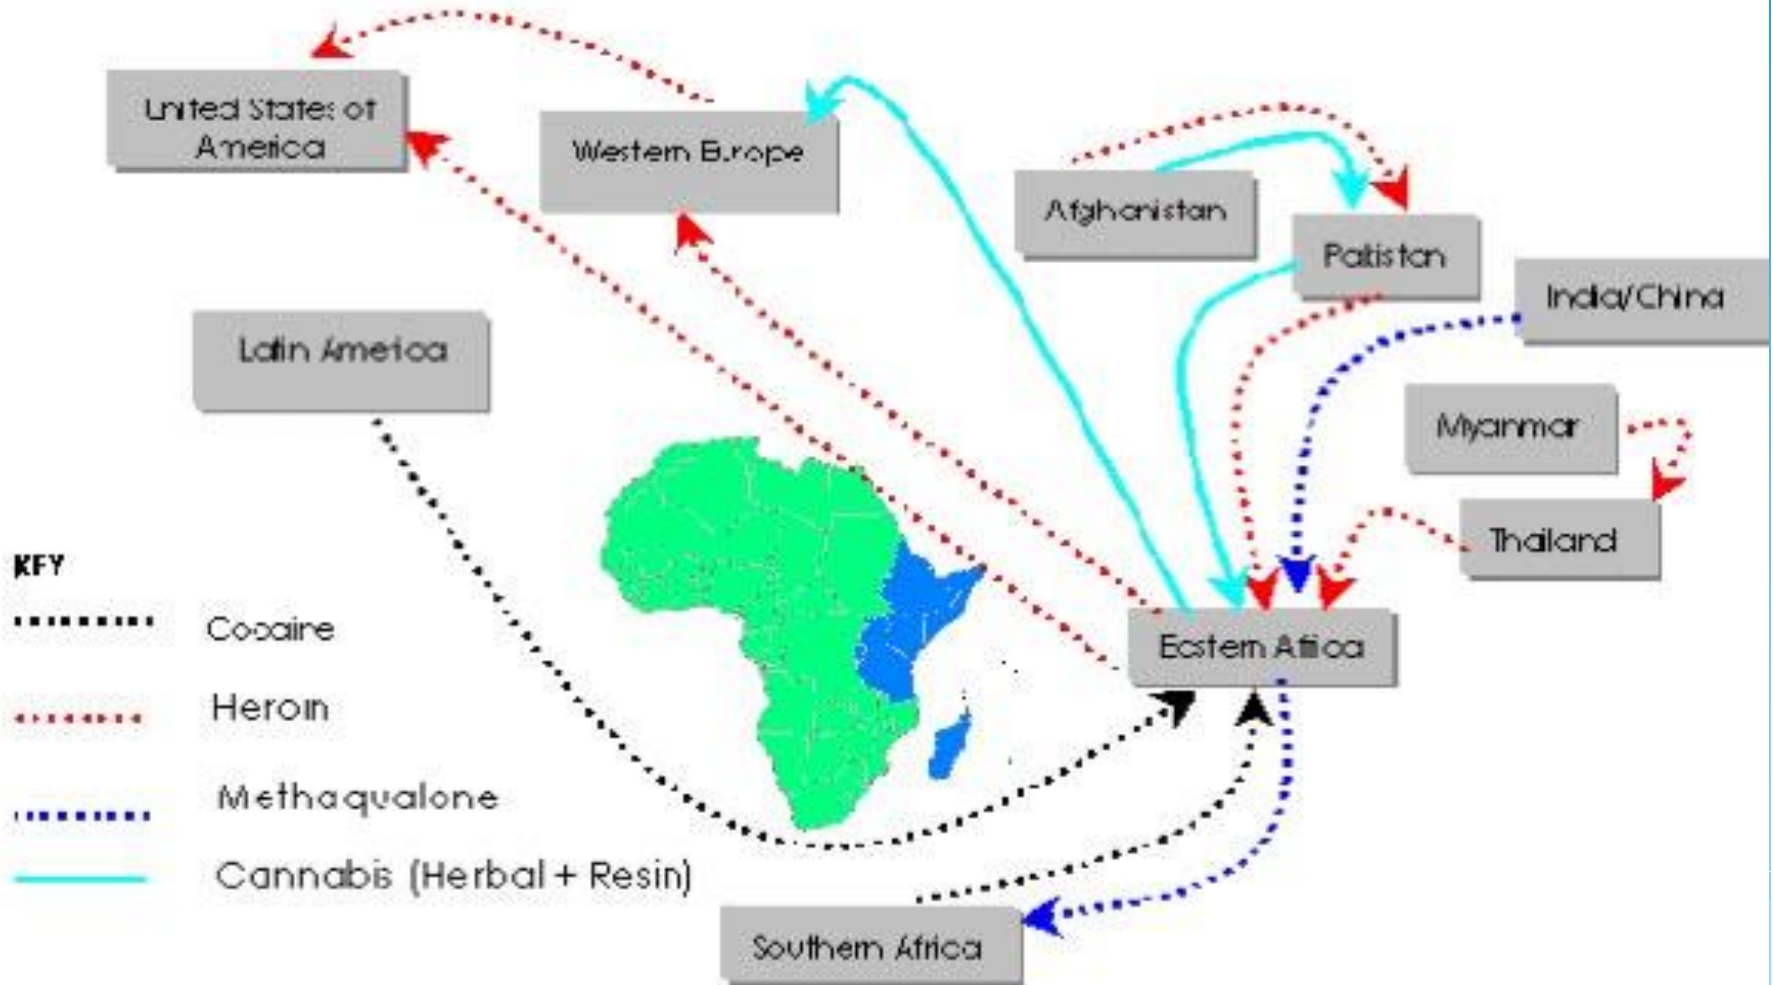 United States of
America
Western Europe
Afghanistan
Pakistan
India/China
Latin America
Myanmar
Thailand
Eastern Africa
KEY
Cocaine
Heroin
Methaqualone
Cannabis (Herbal + Resin)
Southern Africa